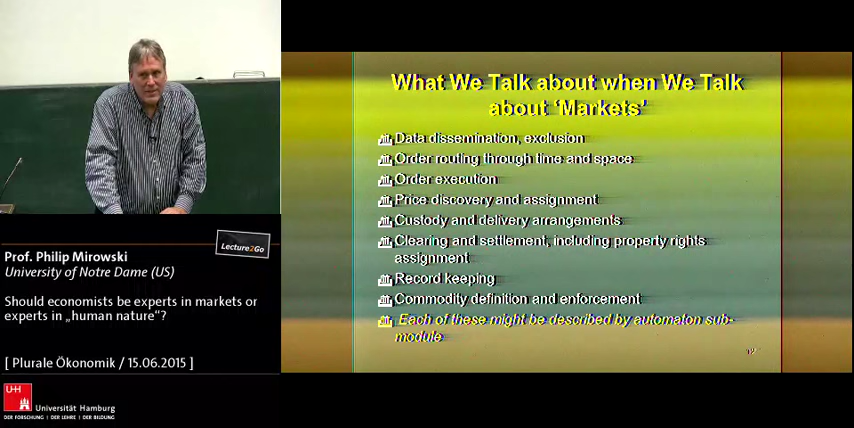 What We Talk about when We Talk
about 'Markets'
Data dissemination, exclusion
Order routing through time and space
Order execution
Price discovery and assignment
Custody and delivery arrangements
Clearing and settlement, including property rights
assignment
Record keeping
Commodity definition and enforcement
Each of these might be described by automaton sub-
module
Lecture2Go
Prof. Philip Mirowski
University of Notre Dame (US)
Should economists be experts in markets or
experts in „human nature“?
[ Plurale Ökonomik / 15.06.2015 ]
UH
Universität Hamburg
DER FORSCHUNG | DER LEHRE | DER BILDUNG